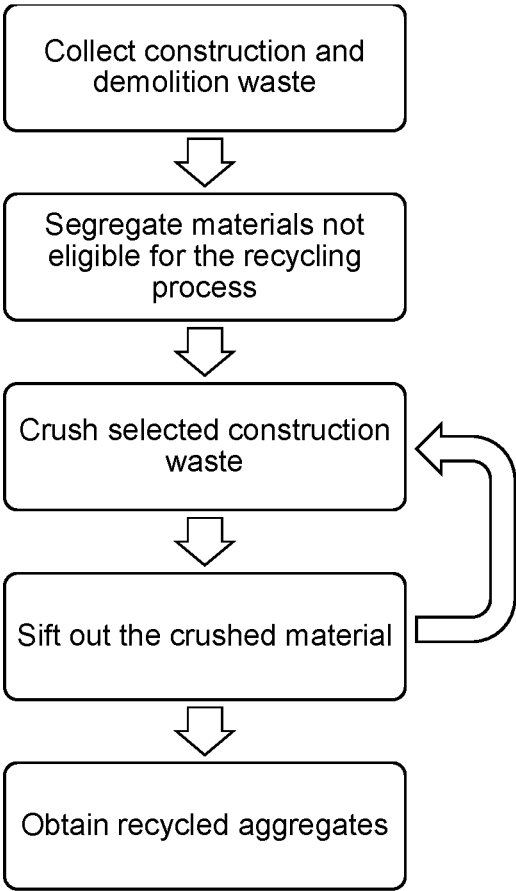 Collect construction and
demolition waste
Segregate materials not
eligible for the recycling
process
Crush selected construction
waste
Sift out the crushed material
Obtain recycled aggregates